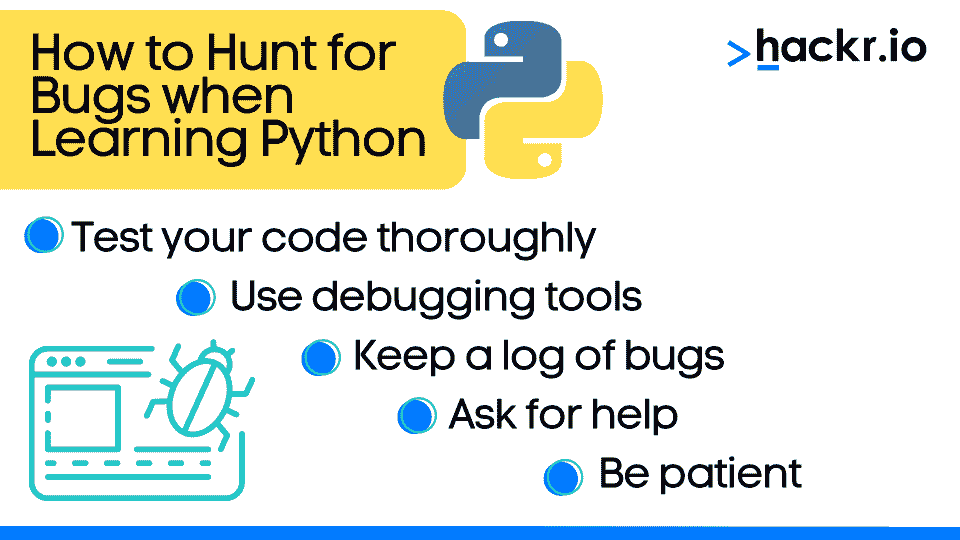 How to Hunt for
Bugs when
Learning Python
hackr.io
Test your code thoroughly
Use debugging tools
Keep a log of bugs
Ask for help
Be patient